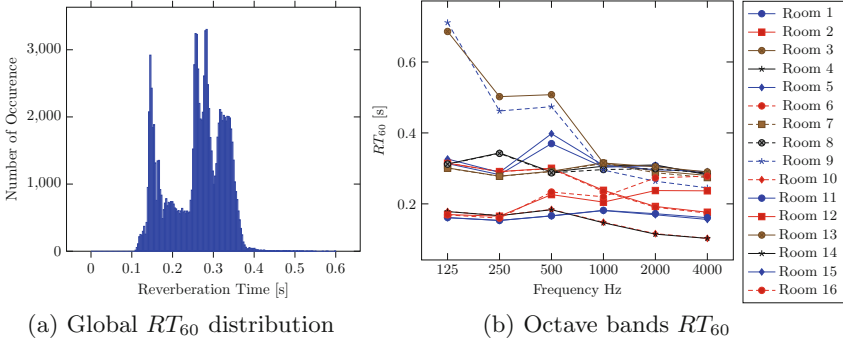 3,000
2,000
1,000
0
Number of Occurence
0 0.1 0.2 0.3 0.4 0.5 0.6
Reverberation Time [s]
(a) Global RT60 distribution
0.6
0.4
0.2
RT60 [s]
125 250 500 1000 2000 4000
Frequency Hz
(b) Octave bands RT60
Room 1
Room 2
Room 3
Room 4
Room 5
Room 6
Room 7
Room 8
Room 9
Room 10
Room 11
Room 12
Room 13
Room 14
Room 15
Room 16